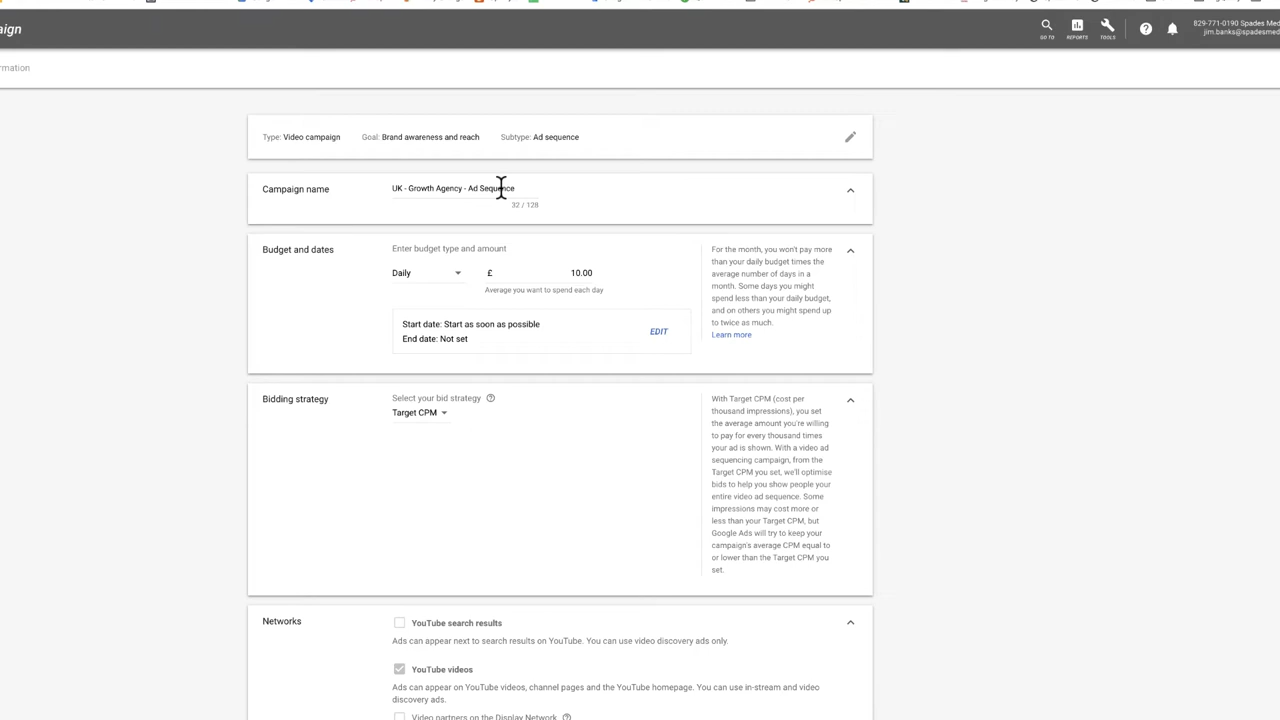 aign
GO TO
REPORTS
TOOLS
829-771-0190 Spades Med
jim.banks@spadesmed
rmation
Type: Video campaign Goal: Brand awareness and reach Subtype: Ad sequence
Campaign name
UK - Growth Agency - Ad Sequence
32 / 128
Budget and dates
Enter budget type and amount
Daily £ 10.00
Average you want to spend each day
Start date: Start as soon as possible
End date: Not set
EDIT
For the month, you won't pay more
than your daily budget times the
average number of days in a
month. Some days you might
spend less than your daily budget,
and on others you might spend up
to twice as much.
Learn more
Bidding strategy
Select your bid strategy
Target CPM
With Target CPM (cost per
thousand impressions), you set
the average amount you're willing
to pay for every thousand times
your ad is shown. With a video ad
sequencing campaign, from the
Target CPM you set, we'll optimise
bids to help you show people your
entire video ad sequence. Some
impressions may cost more or
less than your Target CPM, but
Google Ads will try to keep your
campaign's average CPM equal to
or lower than the Target CPM you
set.
Networks
YouTube search results
Ads can appear next to search results on YouTube. You can use video discovery ads only.
YouTube videos
Ads can appear on YouTube videos, channel pages and the YouTube homepage. You can use in-stream and video
discovery ads.
Video partners on the Display Network